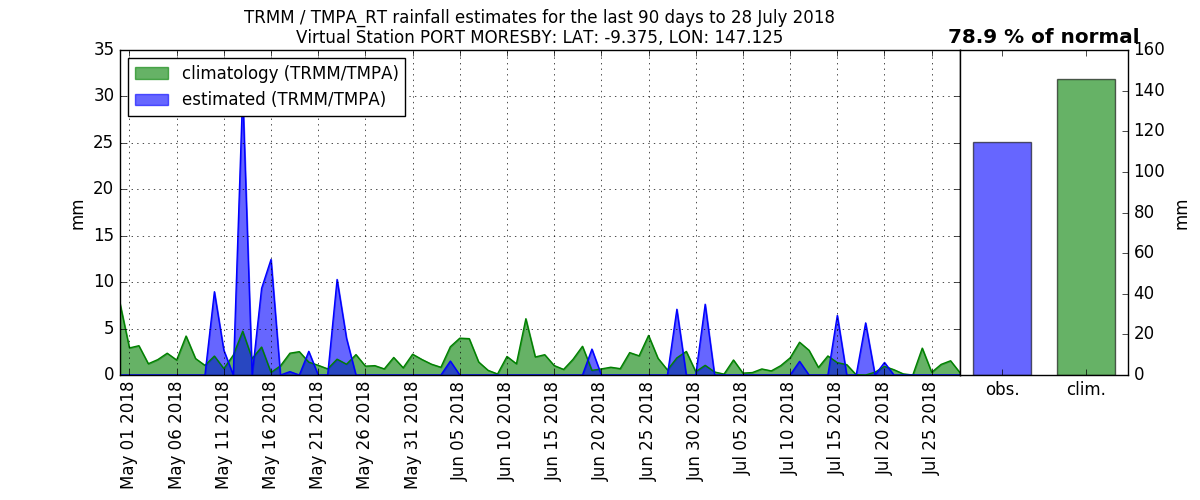 TRMM / TMPA_RT rainfall estimates for the last 90 days to 28 July 2018
Virtual Station PORT MORESBY: LAT: -9.375, LON: 147.125
78.9 % of normal
climatology (TRMM/TMPA)
estimated (TRMM/TMPA)
35
30
25
20
15
10
5
0
mm
May 01 2018
May 06 2018
May 11 2018
May 16 2018
May 21 2018
May 26 2018
May 31 2018
Jun 05 2018
Jun 10 2018
Jun 15 2018
Jun 20 2018
Jun 25 2018
Jun 30 2018
Jul 05 2018
Jul 10 2018
Jul 15 2018
Jul 20 2018
Jul 25 2018
obs.
clim.
160
140
120
100
80
60
40
20
0
mm